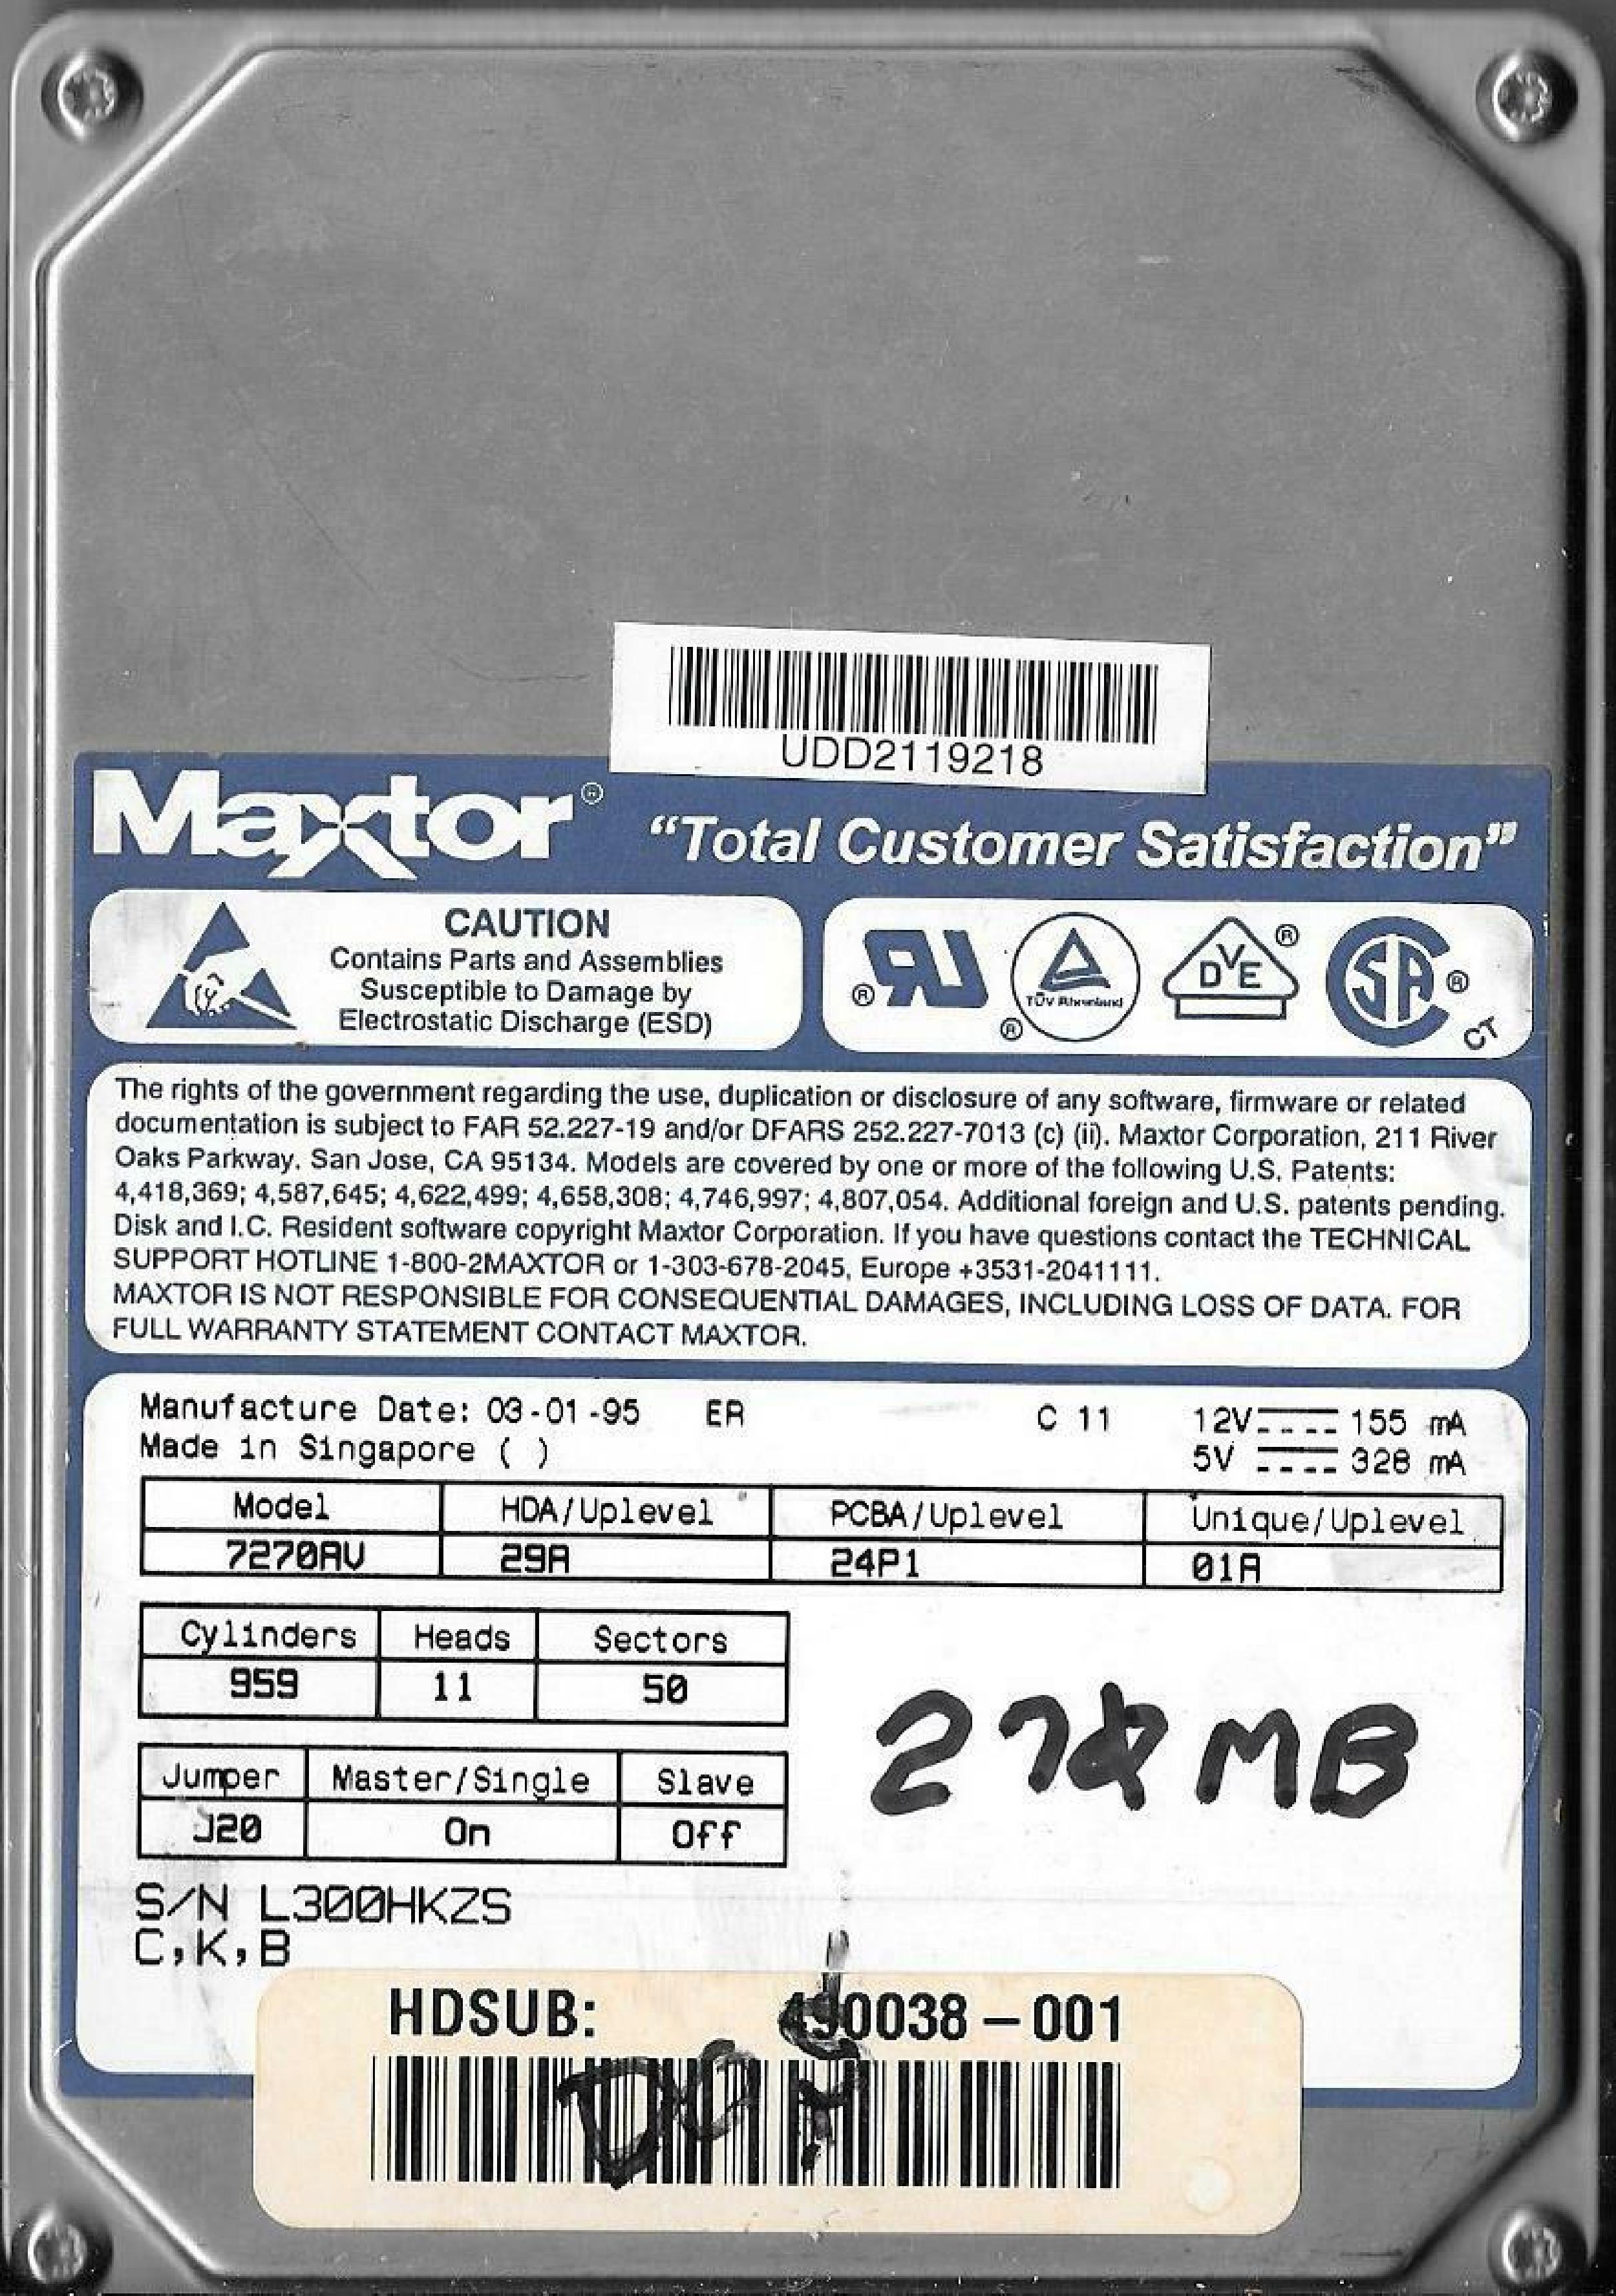 UDD2119218
Maxtor® "Total Customer Satisfaction"
CAUTION
Contains Parts and Assemblies
Susceptible to Damage by
Electrostatic Discharge (ESD)
® TÜV Rheinland ® DVE ® SA ® CT
The rights of the government regarding the use, duplication or disclosure of any software, firmware or related
documentation is subject to FAR 52.227-19 and/or DFARS 252.227-7013 (c) (ii). Maxtor Corporation, 211 River
Oaks Parkway. San Jose, CA 95134. Models are covered by one or more of the following U.S. Patents:
4,418,369; 4,587,645; 4,622,499; 4,658,308; 4,746,997; 4,807,054. Additional foreign and U.S. patents pending.
Disk and I.C. Resident software copyright Maxtor Corporation. If you have questions contact the TECHNICAL
SUPPORT HOTLINE 1-800-2MAXTOR or 1-303-678-2045, Europe +3531-2041111.
MAXTOR IS NOT RESPONSIBLE FOR CONSEQUENTIAL DAMAGES, INCLUDING LOSS OF DATA. FOR
FULL WARRANTY STATEMENT CONTACT MAXTOR.
Manufacture Date: 03-01-95 ER C 11 12V 155 mA
Made in Singapore ( ) 5V 328 mA
Model HDA/Uplevel PCBA/Uplevel Unique/Uplevel
7270AV 29A 24P1 01A
Cylinders Heads Sectors
959 11 50
MB
Jumper Master/Single Slave
J20 On Off
S/N L300HKZS
C,K,B
HDSUB: 490038-001